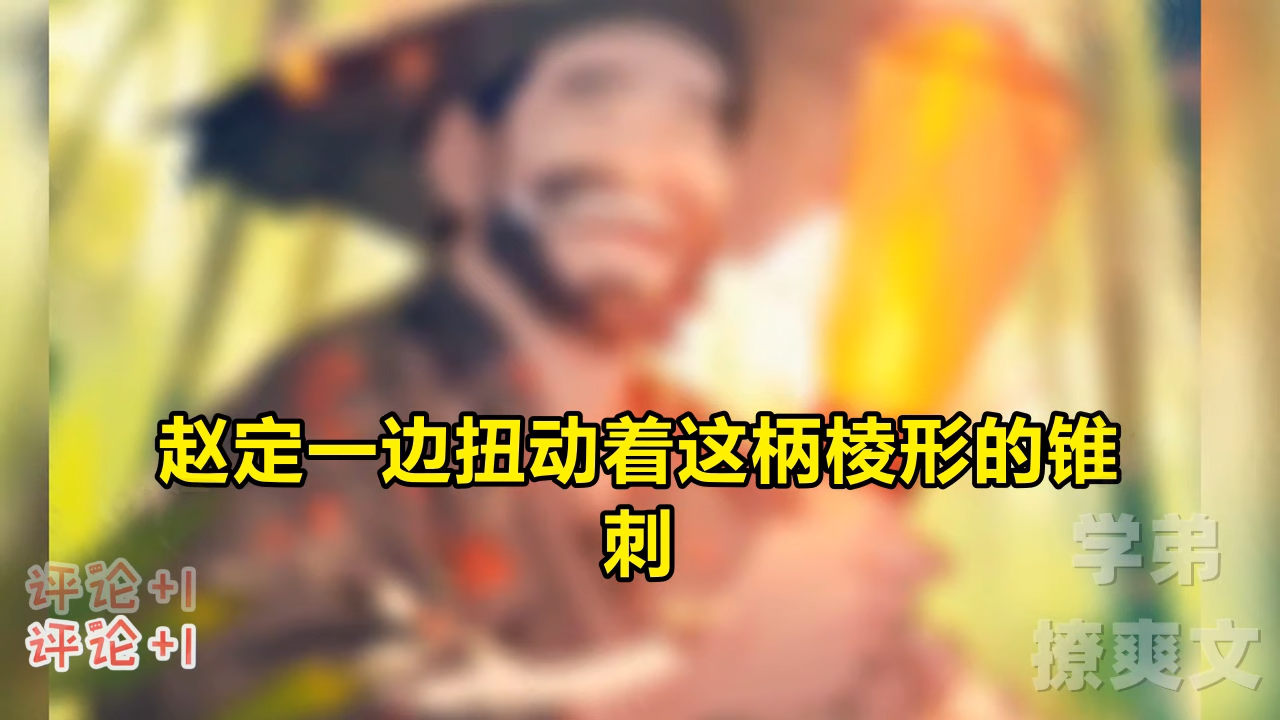 赵定一边扭动着这柄棱形的锥
刺
学弟
评论+1
评论+1
撩爽文